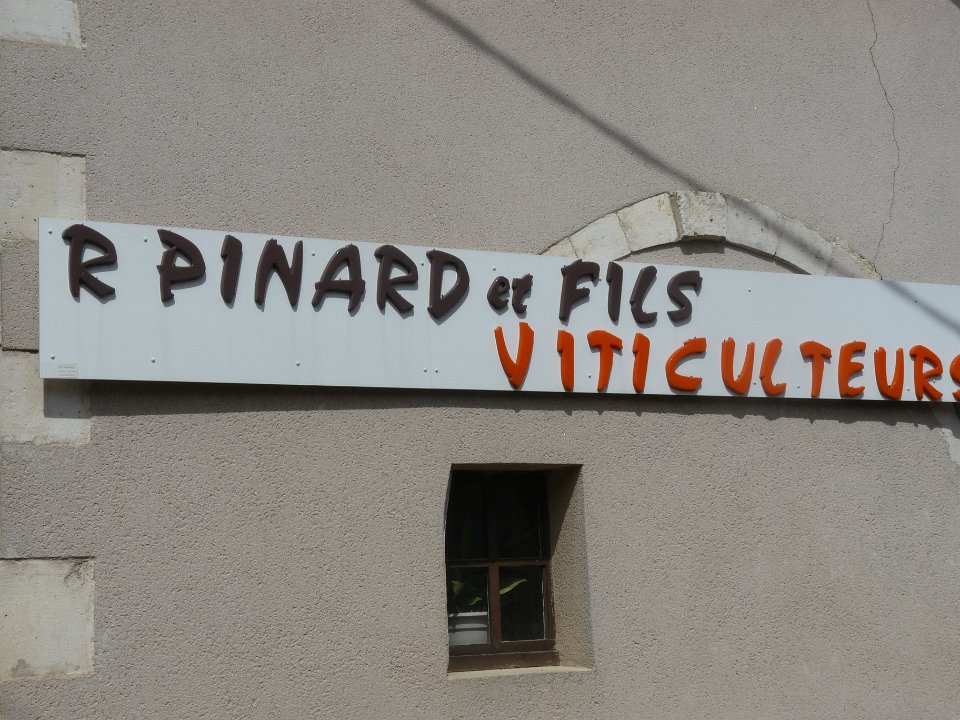 R PINARD et FILS
VITICULTEURS